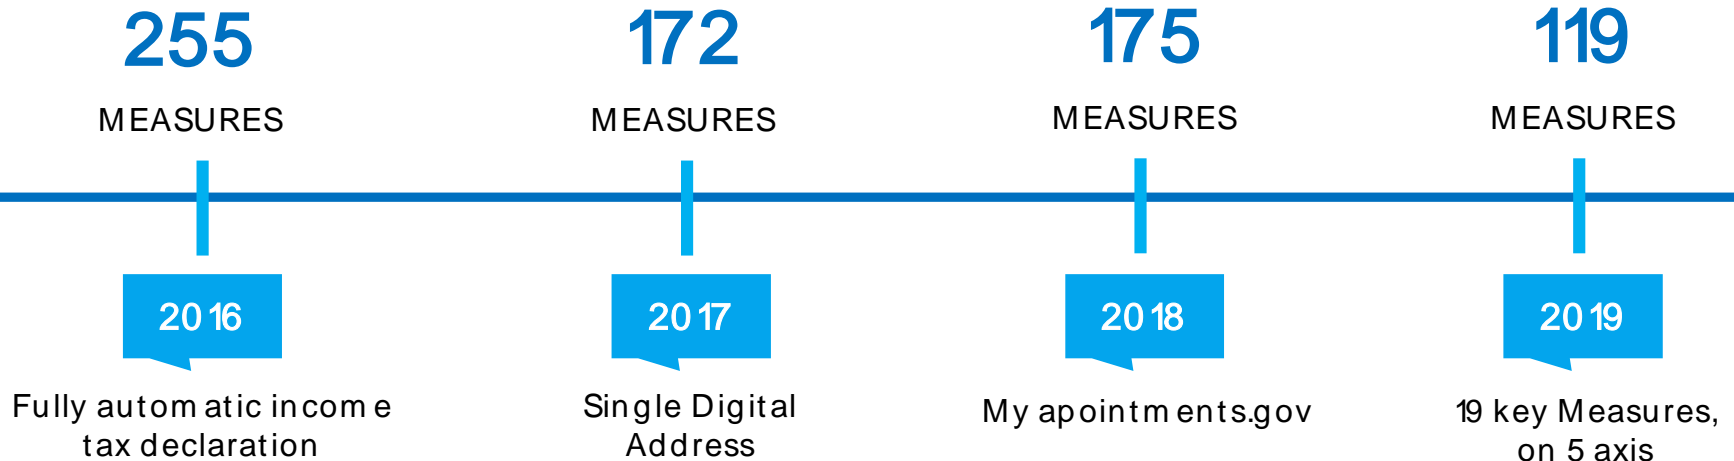 255
172
175
119
MEASURES
MEASURES
MEASURES
MEASURES
2016
2017
2018
2019
Fully automatic income
tax declaration
Single Digital
Address
My apointments.gov
19 key Measures,
on 5 axis